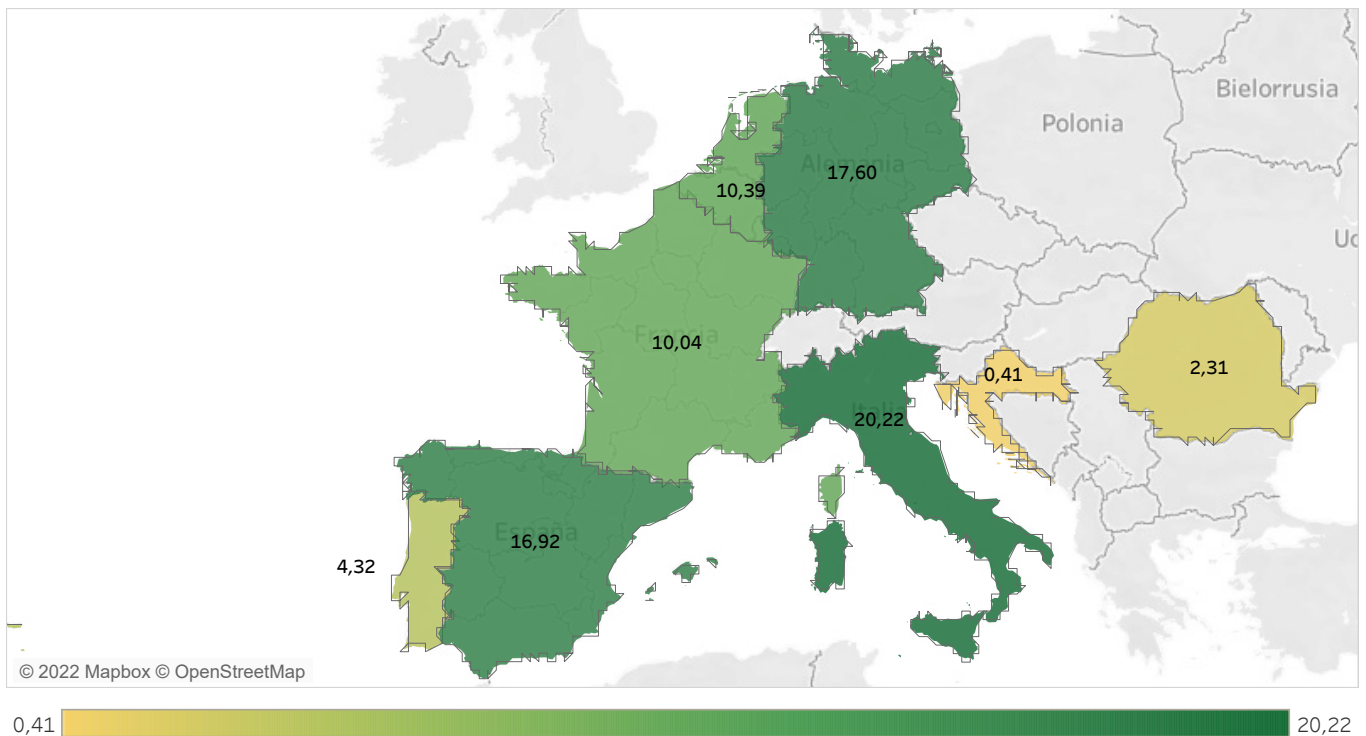 Bielorrusia
Polonia
Alemania
17,60
10,39
Uc
Francia
10,04
0,41
2,31
Italia
20,22
España
16,92
4,32
© 2022 Mapbox © OpenStreetMap
0,41
20,22